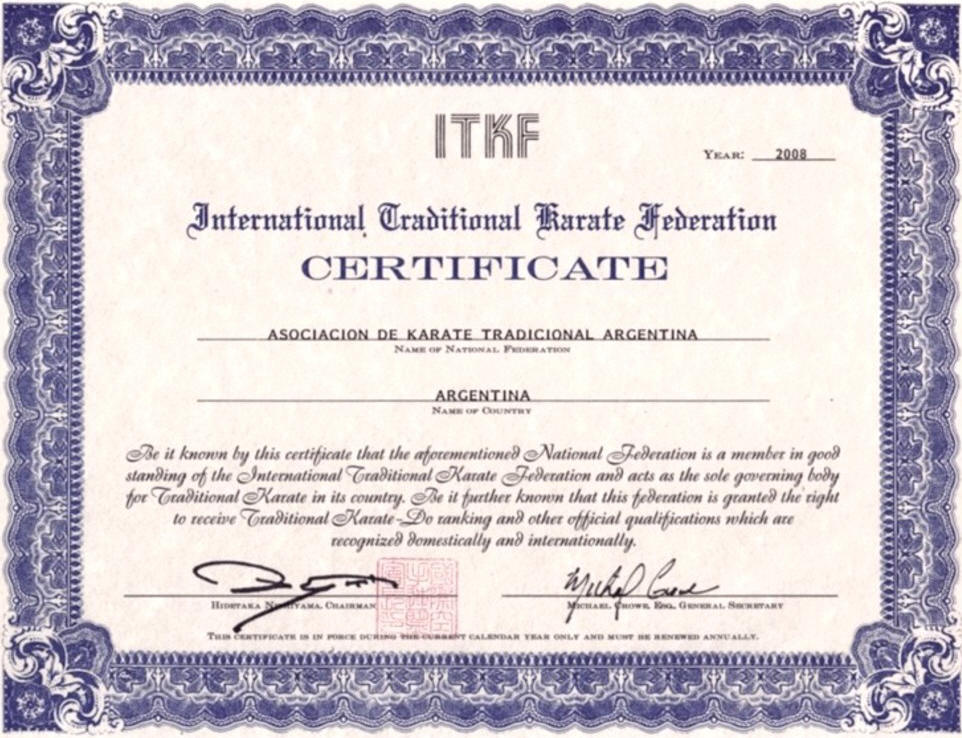 ITKF
YEAR: 2008
International Traditional Karate Federation
CERTIFICATE
ASOCIACION DE KARATE TRADICIONAL ARGENTINA
NAME OF NATIONAL FEDERATION
ARGENTINA
NAME OF COUNTRY
Be it known by this certificate that the aforementioned National Federation is a member in good
standing of the International Traditional Karate Federation and acts as the sole governing body
for Traditional Karate in its country. Be it further known that this federation is granted the right
to receive Traditional Karate-Do ranking and other official qualifications which are
recognized domestically and internationally.
Michael Crowe
HIDETAKA NISHIYAMA, CHAIRMAN
MICHAEL CROWE, ESQ., GENERAL SECRETARY
THIS CERTIFICATE IS IN FORCE DURING THE CURRENT CALENDAR YEAR ONLY AND MUST BE RENEWED ANNUALLY.